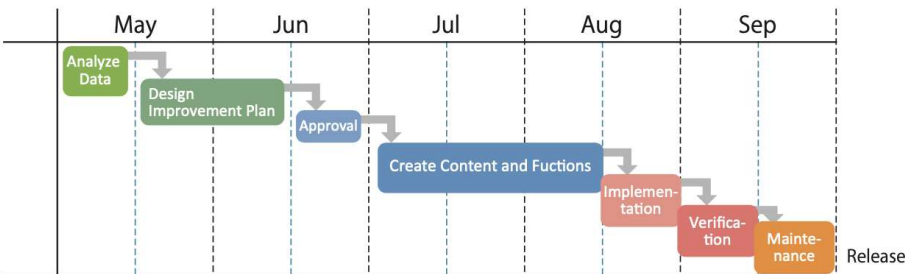 May Jun Jul Aug Sep
Analyze
Data
Design
Improvement Plan
Approval
Create Content and Fuctions
Implemen-
tation
Verifica-
tion
Mainte-
nance
Release